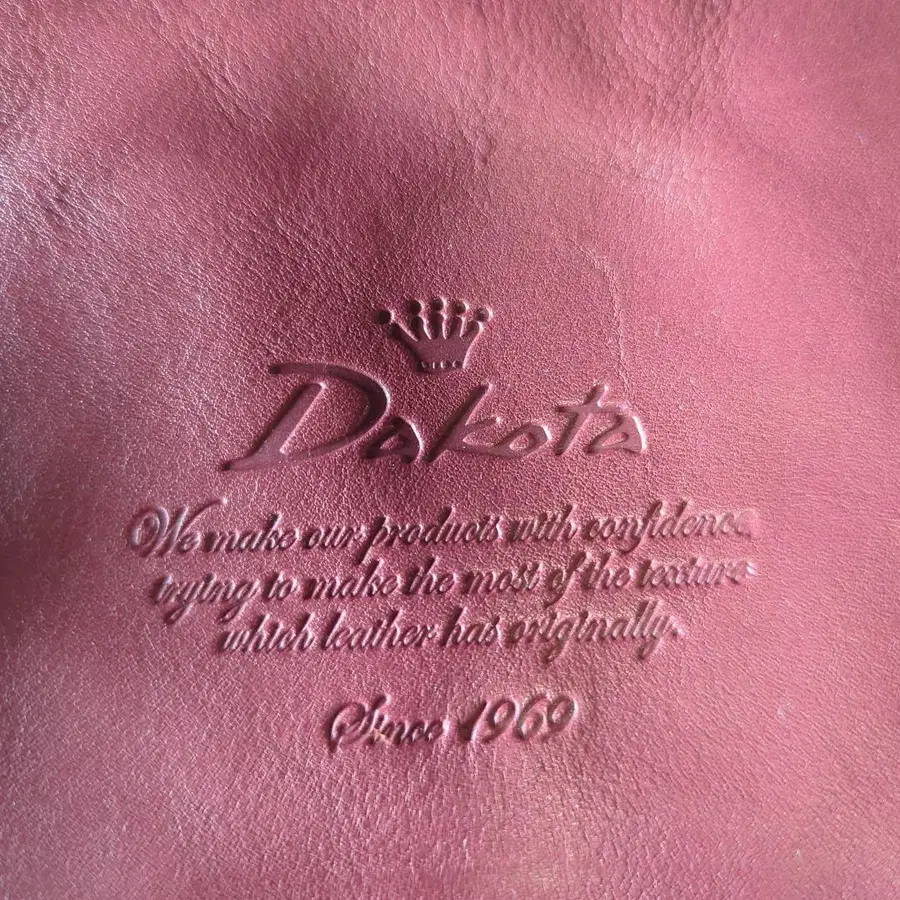 Dakota
We make our products with confidence,
trying to make the most of the texture
which leather has originally.
Since 1969